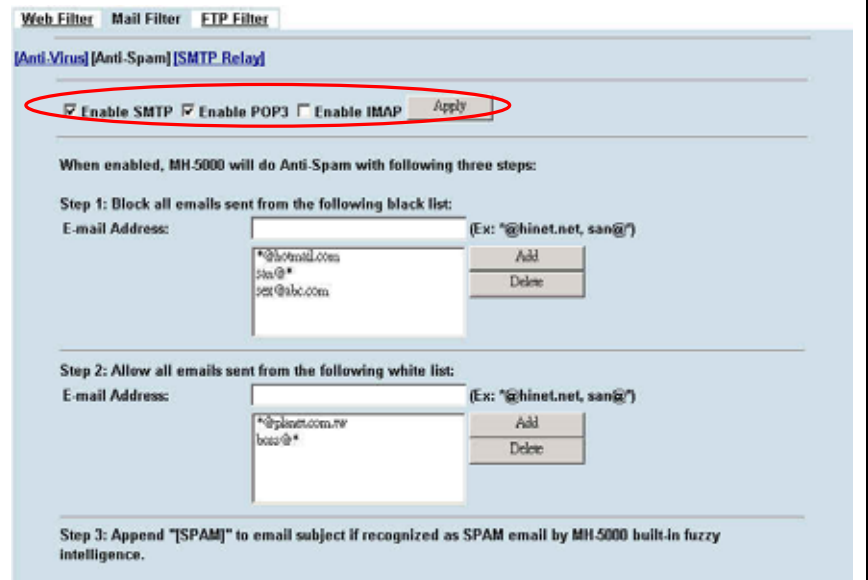 Web Filter Mail Filter FTP Filter
[Anti-Virus] [Anti-Spam] [SMTP Relay]
Enable SMTP Enable POP3 Enable IMAP Apply
When enabled, MH-5000 will do Anti-Spam with following three steps:
Step 1: Block all emails sent from the following black list:
E-mail Address: (Ex: *@hinet.net, san@*)
*@hotmail.com Add
san@* Delete
sex@abc.com
Step 2: Allow all emails sent from the following white list:
E-mail Address: (Ex: *@hinet.net, san@*)
*@planet.com.tw Add
boss@* Delete
Step 3: Append "[SPAM]" to email subject if recognized as SPAM email by MH-5000 built-in fuzzy
intelligence.